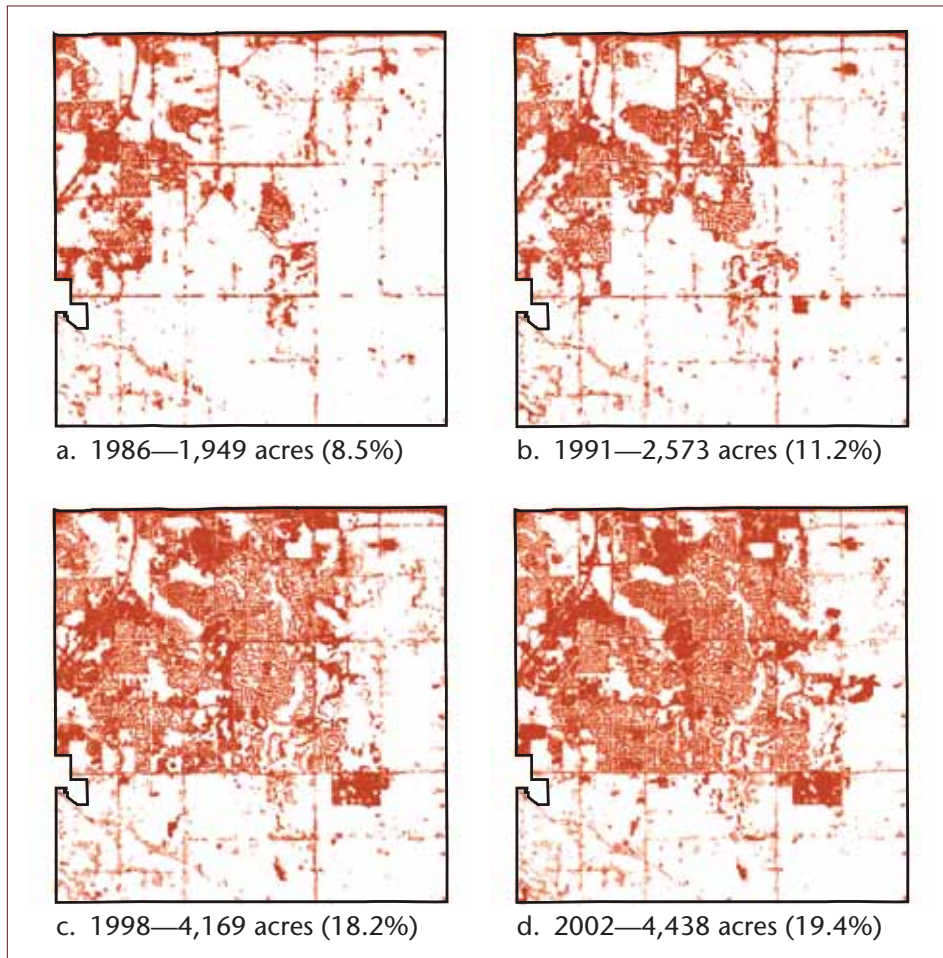 a. 1986—1,949 acres (8.5%)
b. 1991—2,573 acres (11.2%)
c. 1998—4,169 acres (18.2%)
d. 2002—4,438 acres (19.4%)